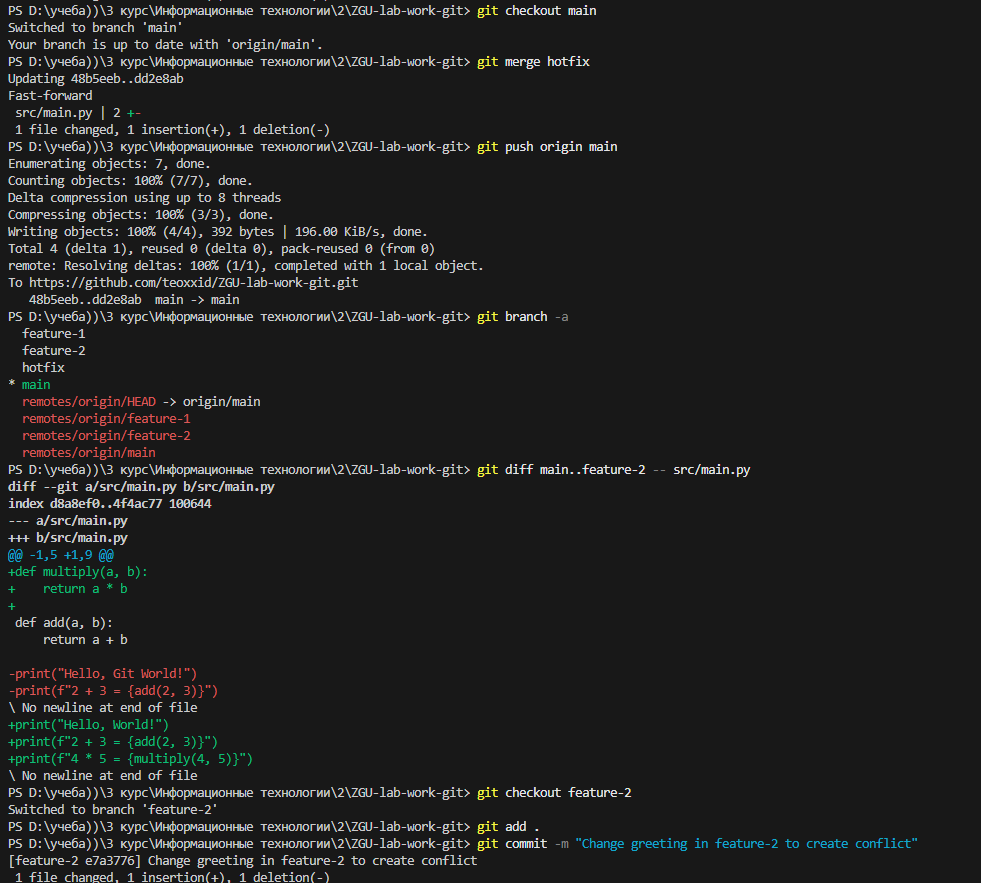 PS D:\учеба))\3 курс\Информационные технологии\2\ZGU-lab-work-git> git checkout main
Switched to branch 'main'
Your branch is up to date with 'origin/main'.
PS D:\учеба))\3 курс\Информационные технологии\2\ZGU-lab-work-git> git merge hotfix
Updating 48b5eeb..dd2e8ab
Fast-forward
 src/main.py | 2 +-
 1 file changed, 1 insertion(+), 1 deletion(-)
PS D:\учеба))\3 курс\Информационные технологии\2\ZGU-lab-work-git> git push origin main
Enumerating objects: 7, done.
Counting objects: 100% (7/7), done.
Delta compression using up to 8 threads
Compressing objects: 100% (3/3), done.
Writing objects: 100% (4/4), 392 bytes | 196.00 KiB/s, done.
Total 4 (delta 1), reused 0 (delta 0), pack-reused 0 (from 0)
remote: Resolving deltas: 100% (1/1), completed with 1 local object.
To https://github.com/teoxxid/ZGU-lab-work-git.git
   48b5eeb..dd2e8ab  main -> main
PS D:\учеба))\3 курс\Информационные технологии\2\ZGU-lab-work-git> git branch -a
  feature-1
  feature-2
  hotfix
* main
  remotes/origin/HEAD -> origin/main
  remotes/origin/feature-1
  remotes/origin/feature-2
  remotes/origin/main
PS D:\учеба))\3 курс\Информационные технологии\2\ZGU-lab-work-git> git diff main..feature-2 -- src/main.py
diff --git a/src/main.py b/src/main.py
index d8a8ef0..4f4ac77 100644
--- a/src/main.py
+++ b/src/main.py
@@ -1,5 +1,9 @@
+def multiply(a, b):
+    return a * b
+
 def add(a, b):
     return a + b

-print("Hello, Git World!")
-print(f"2 + 3 = {add(2, 3)}")
\ No newline at end of file
+print("Hello, World!")
+print(f"2 + 3 = {add(2, 3)}")
+print(f"4 * 5 = {multiply(4, 5)}")
\ No newline at end of file
PS D:\учеба))\3 курс\Информационные технологии\2\ZGU-lab-work-git> git checkout feature-2
Switched to branch 'feature-2'
PS D:\учеба))\3 курс\Информационные технологии\2\ZGU-lab-work-git> git add .
PS D:\учеба))\3 курс\Информационные технологии\2\ZGU-lab-work-git> git commit -m "Change greeting in feature-2 to create conflict"
[feature-2 e7a3776] Change greeting in feature-2 to create conflict
 1 file changed, 1 insertion(+), 1 deletion(-)